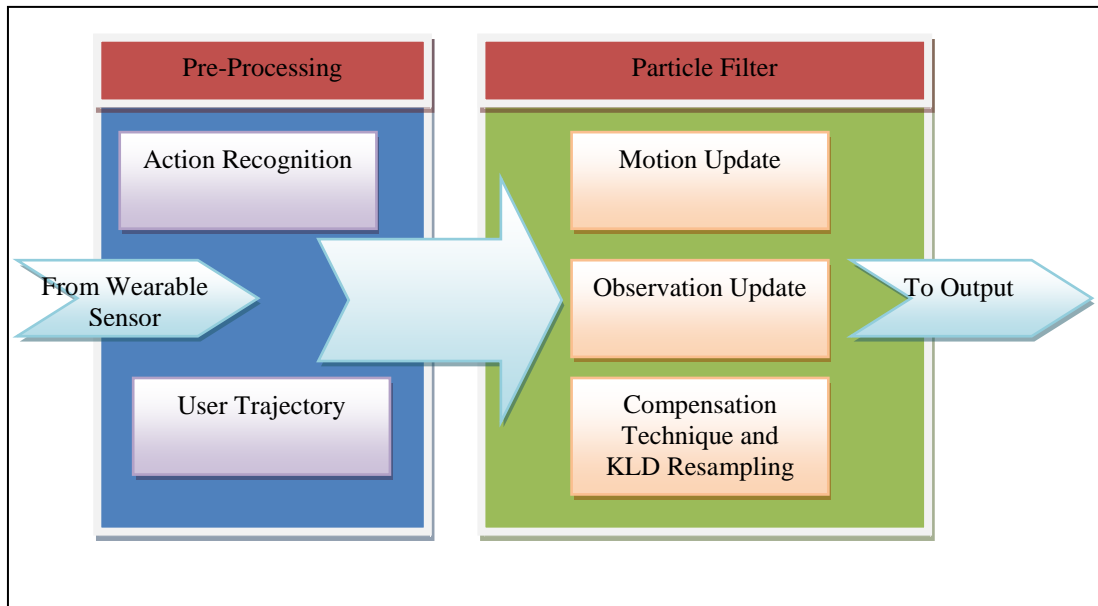 Pre-Processing
Particle Filter
Action Recognition
Motion Update
From Wearable
Sensor
Observation Update
To Output
User Trajectory
Compensation
Technique and
KLD Resampling